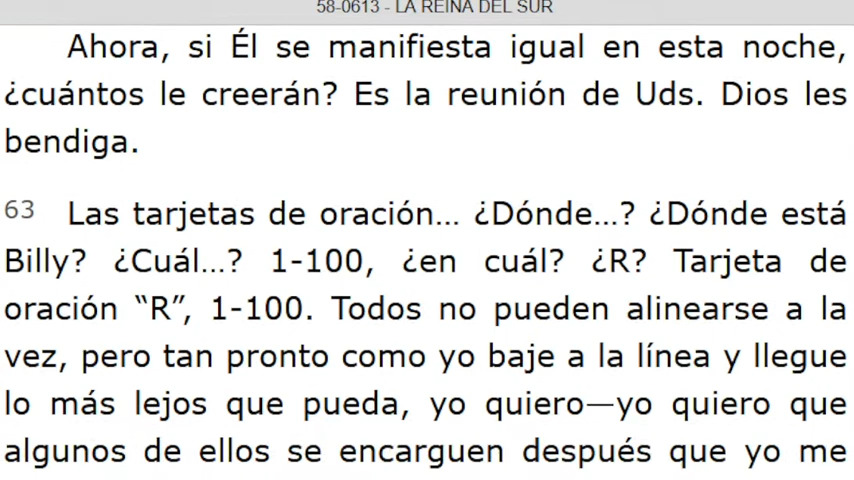 58-0613 - LA REINA DEL SUR
Ahora, si Él se manifiesta igual en esta noche,
¿cuántos le creerán? Es la reunión de Uds. Dios les
bendiga.
63 Las tarjetas de oración... ¿Dónde...? ¿Dónde está
Billy? ¿Cuál...? 1-100, ¿en cuál? ¿R? Tarjeta de
oración “R”, 1-100. Todos no pueden alinearse a la
vez, pero tan pronto como yo baje a la línea y llegue
lo más lejos que pueda, yo quiero—yo quiero que
algunos de ellos se encarguen después que yo me